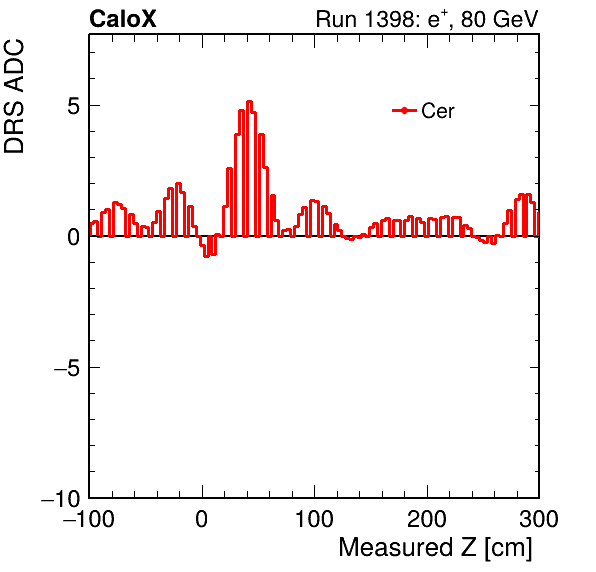 CaloX
Run 1398: e⁺, 80 GeV
DRS ADC
Cer
5
0
−5
−10
−100 0 100 200 300
Measured Z [cm]